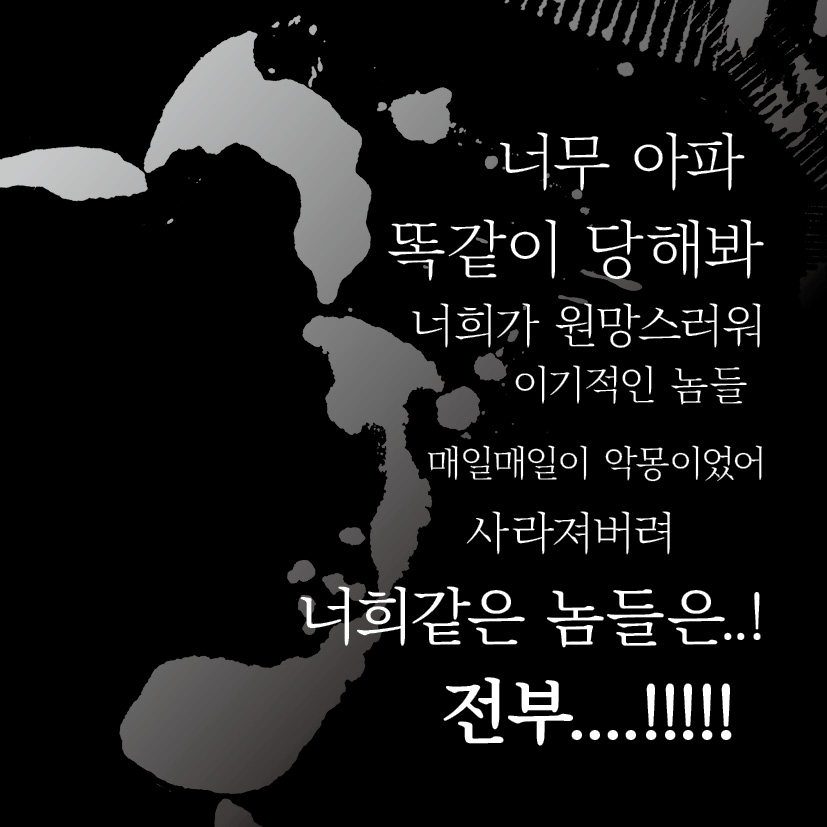 너무 아파
똑같이 당해봐
너희가 원망스러워
이기적인 놈들
매일매일이 악몽이었어
사라져버려
너희같은 놈들은..!
전부....!!!!!